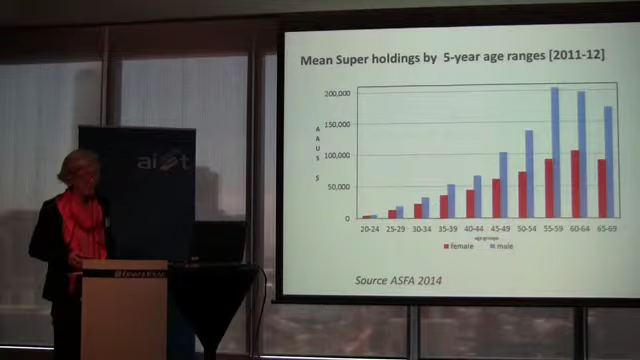 Mean Super holdings by 5-year age ranges [2011-12]
200,000
150,000
100,000
50,000
0
A
A
U
S
$
20-24 25-29 30-34 35-39 40-44 45-49 50-54 55-59 60-64 65-69
age groups
female male
Source ASFA 2014